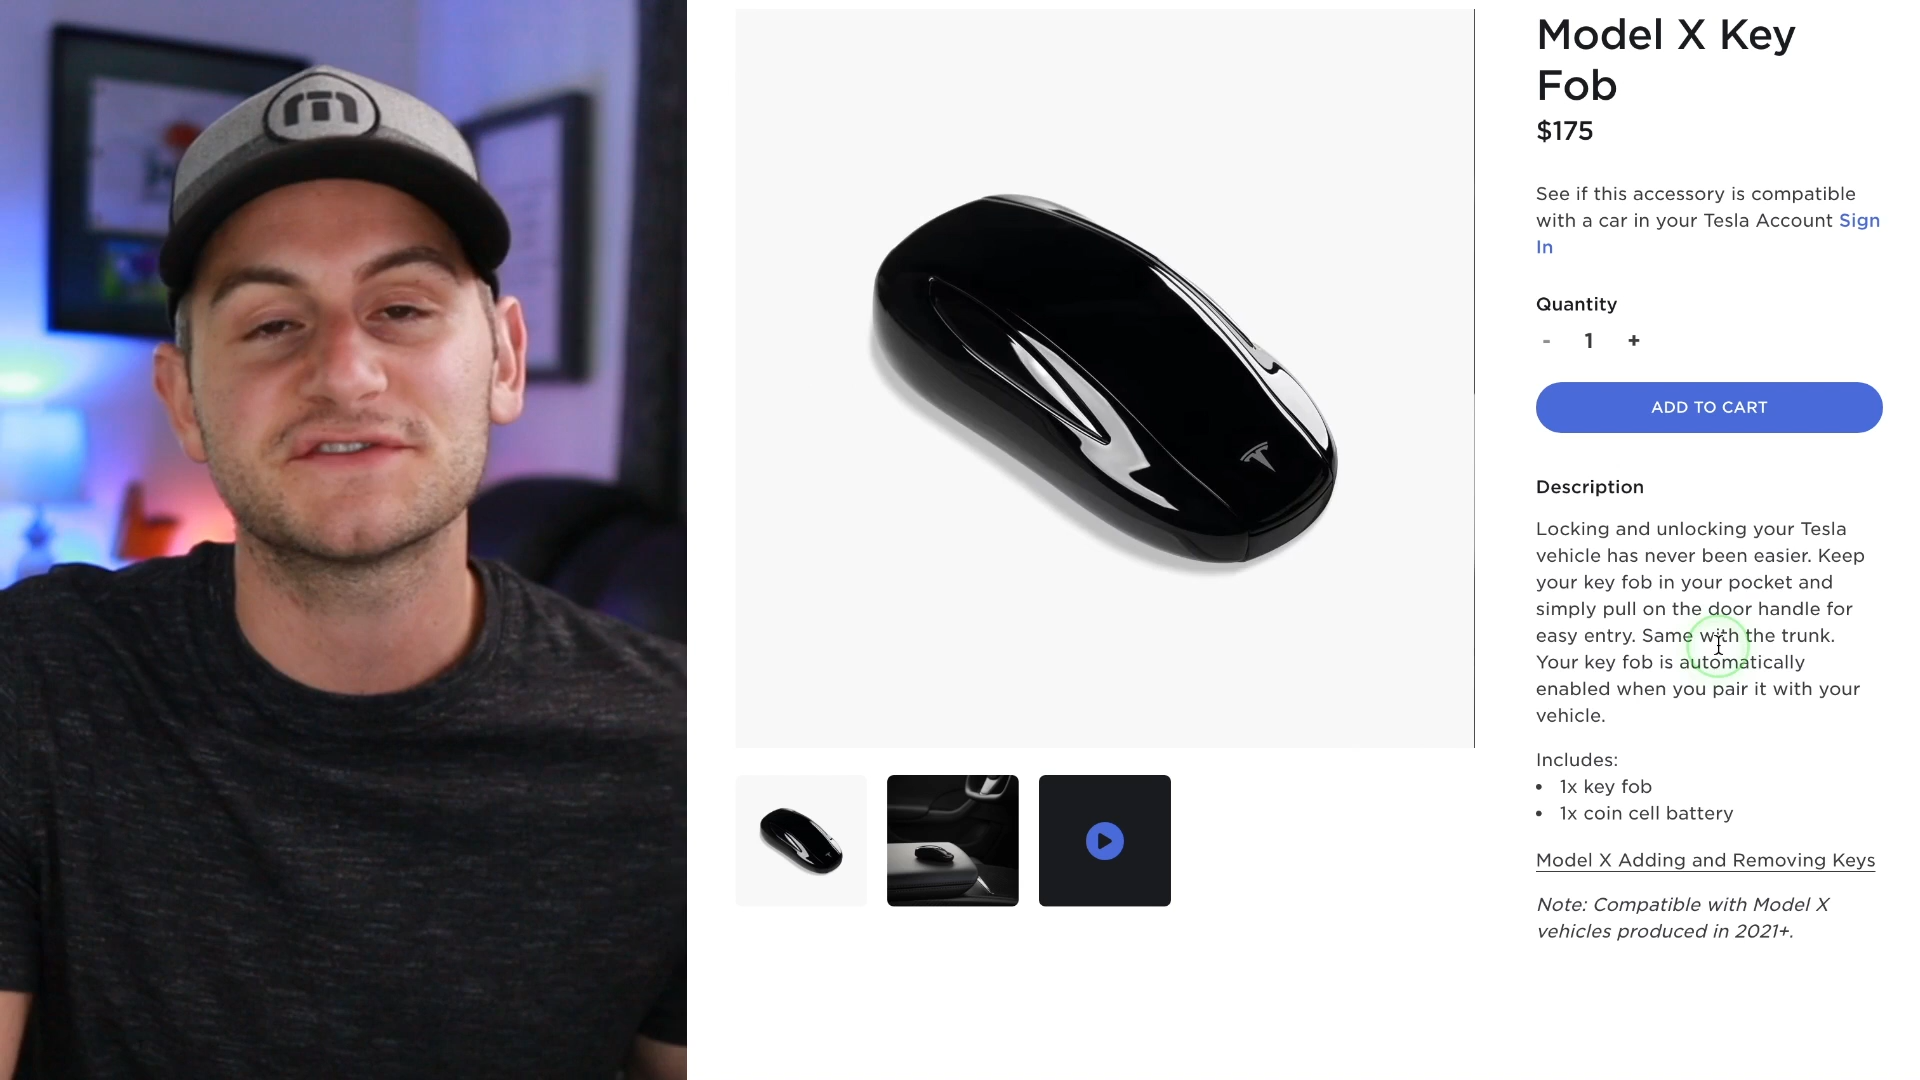 Model X Key
Fob
$175
See if this accessory is compatible
with a car in your Tesla Account Sign
In
Quantity
- 1 +
ADD TO CART
Description
Locking and unlocking your Tesla
vehicle has never been easier. Keep
your key fob in your pocket and
simply pull on the door handle for
easy entry. Same with the trunk.
Your key fob is automatically
enabled when you pair it with your
vehicle.
Includes:
• 1x key fob
• 1x coin cell battery
Model X Adding and Removing Keys
Note: Compatible with Model X
vehicles produced in 2021+.